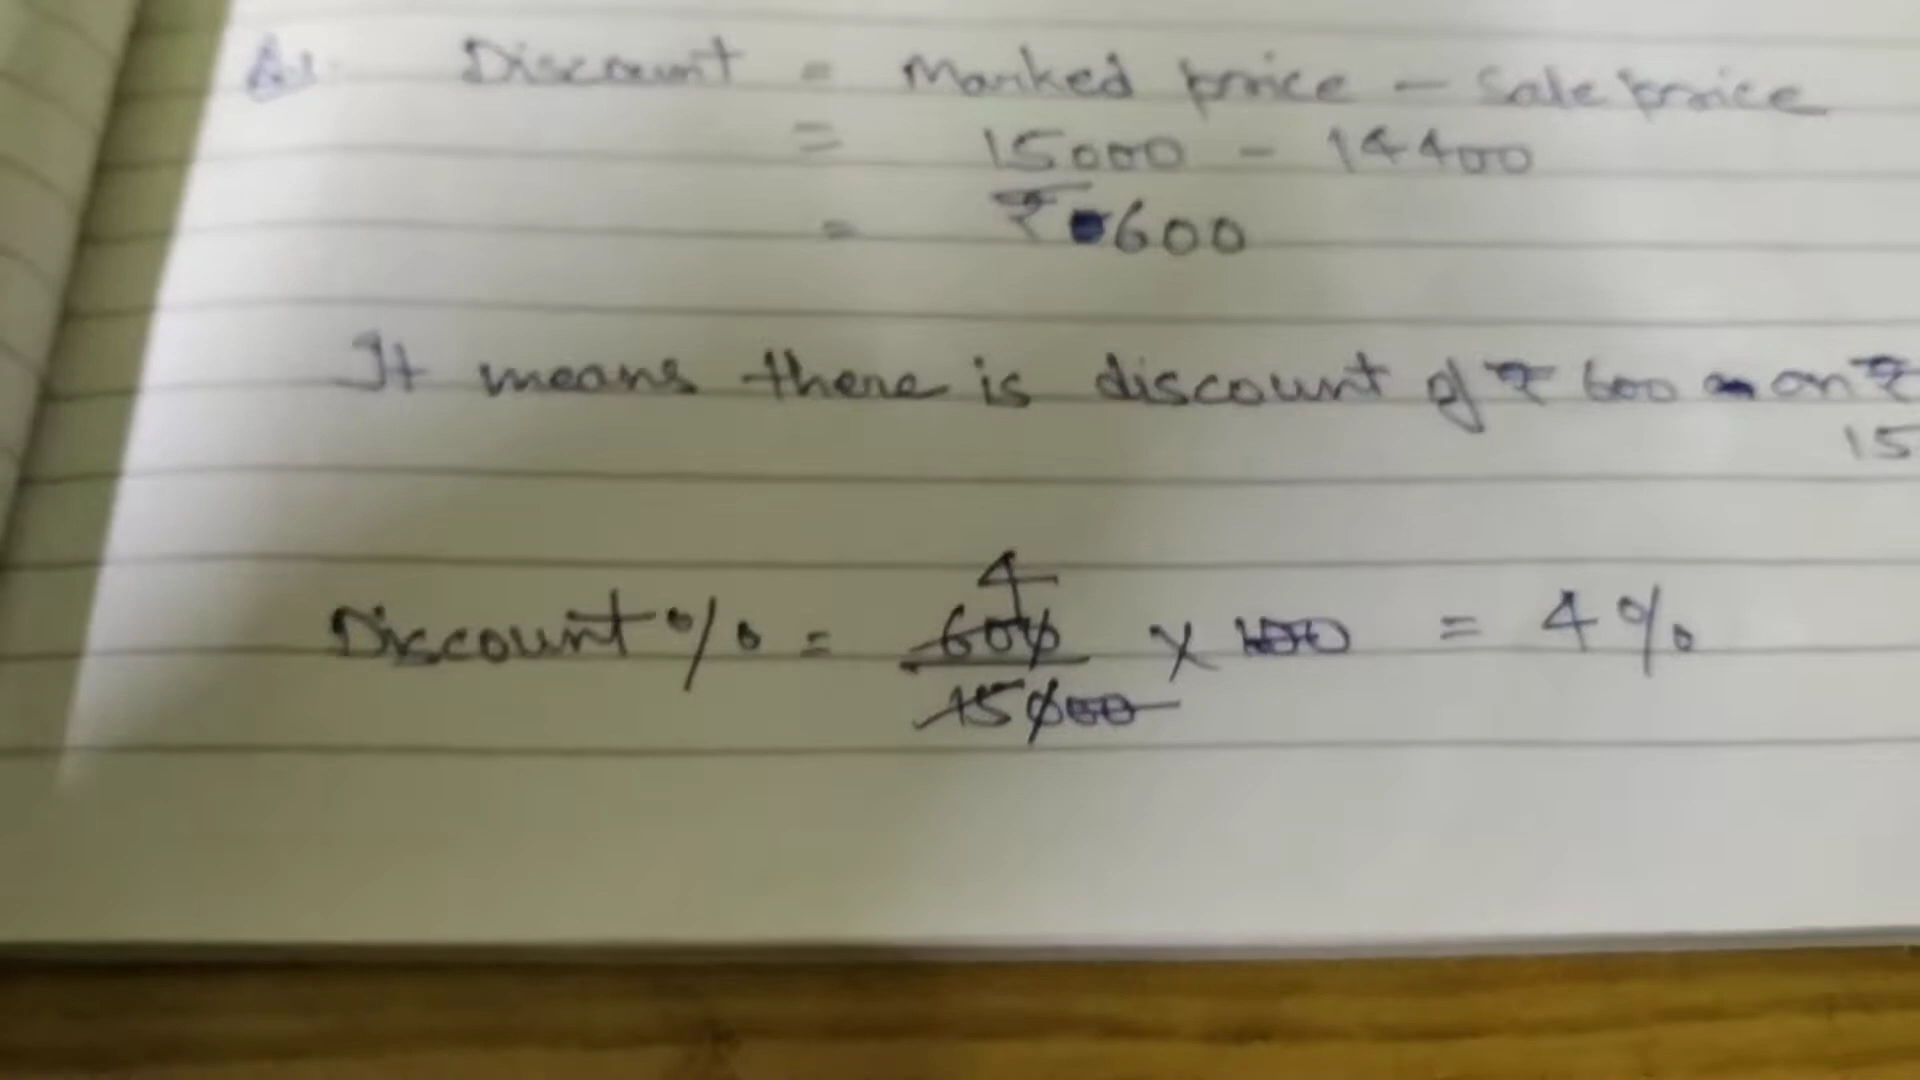 Discount = Marked price - Sale price
= 15000 - 14400
= ₹ 600
It means there is discount of ₹ 600 on ₹
15
Discount % = 600/15000 × 100 = 4%
4